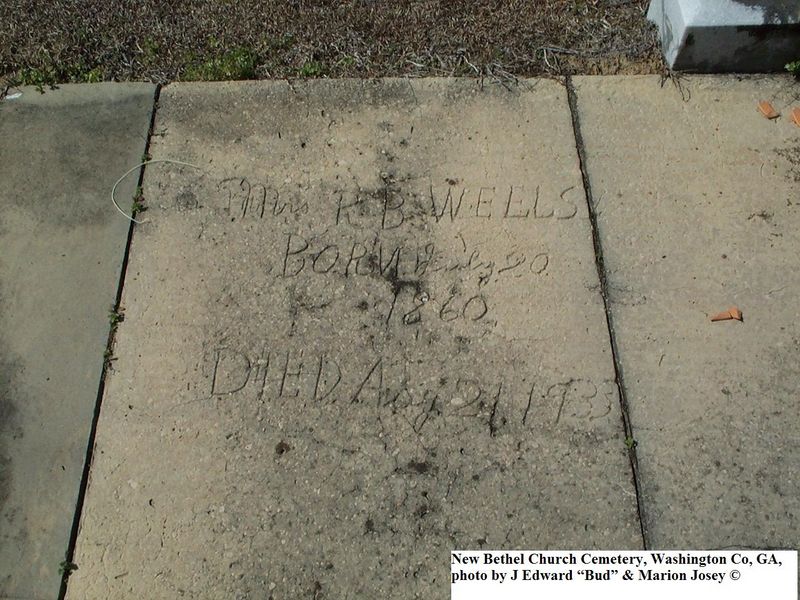 Mrs R B WEELS
BORN July 20
1860
DIED Aug 21 1933
New Bethel Church Cemetery, Washington Co, GA,
photo by J Edward “Bud” & Marion Josey ©